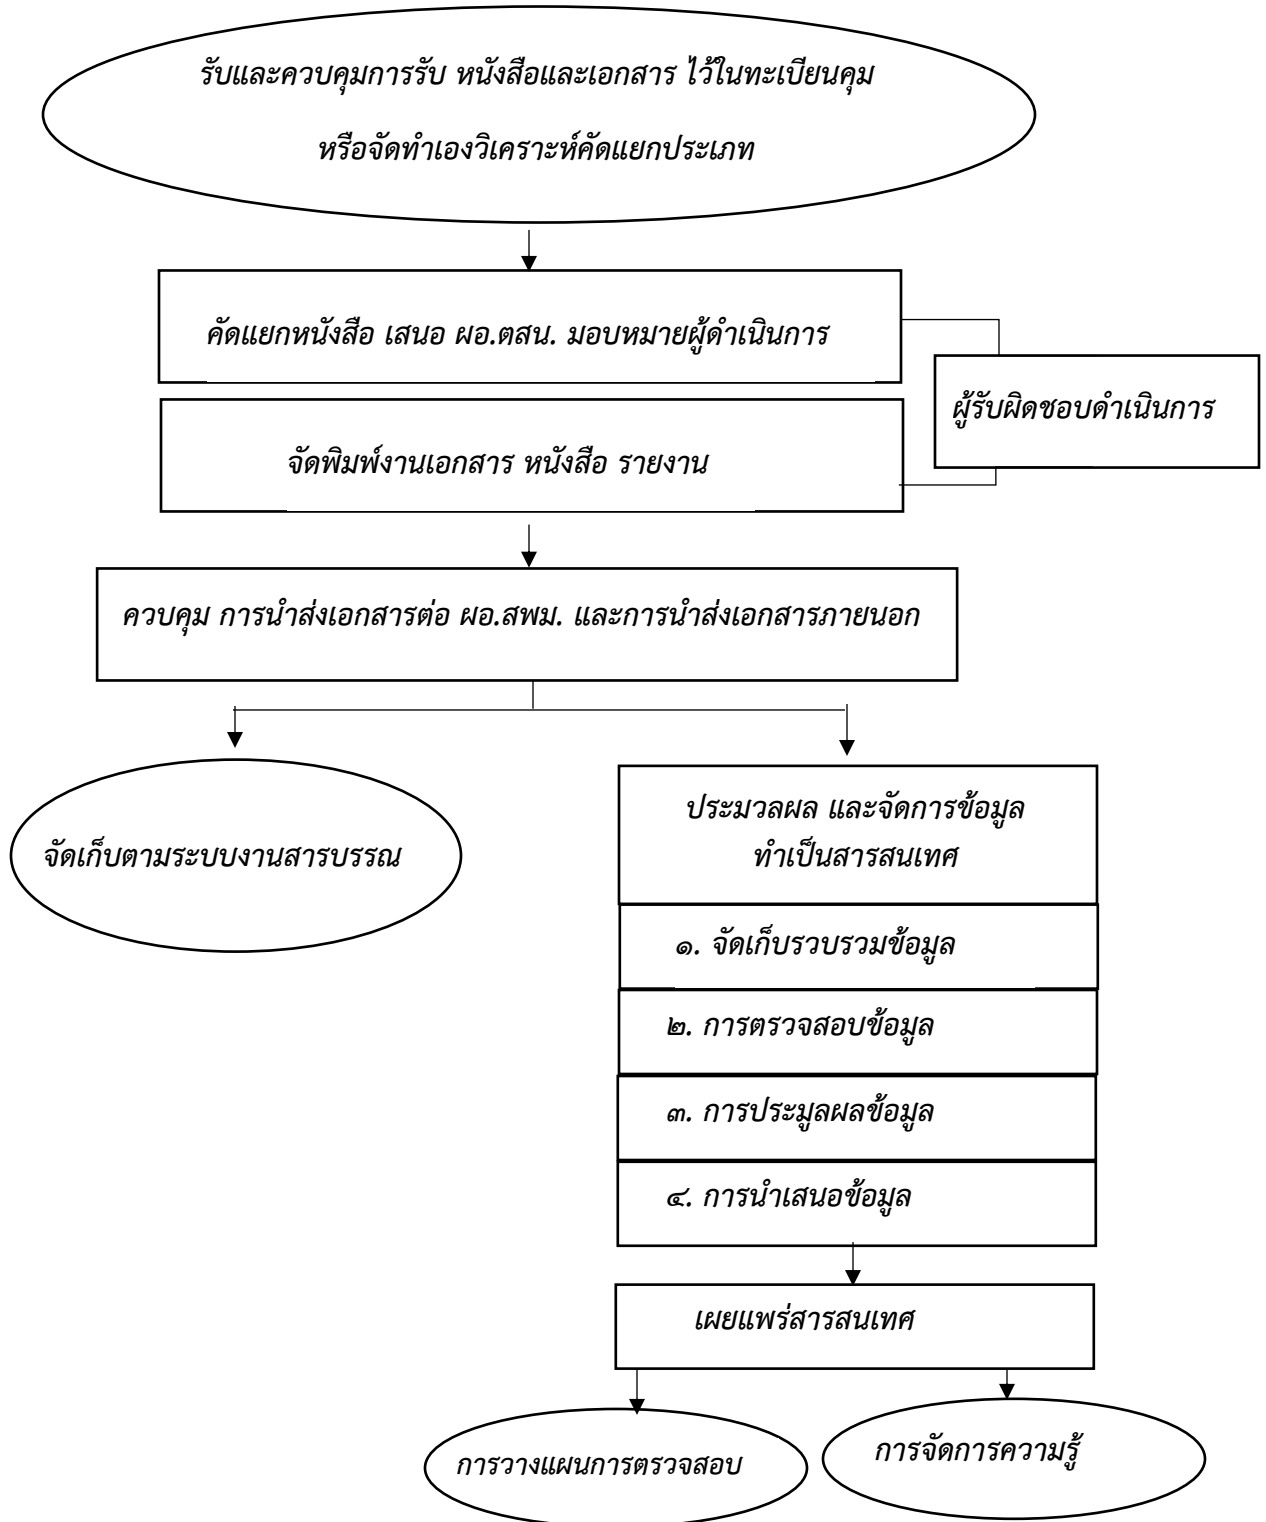 รับและควบคุมการรับ หนังสือและเอกสาร ไว้ในทะเบียนคุม
หรือจัดทำเองวิเคราะห์คัดแยกประเภท
คัดแยกหนังสือ เสนอ ผอ.ตสน. มอบหมายผู้ดำเนินการ
ผู้รับผิดชอบดำเนินการ
จัดพิมพ์งานเอกสาร หนังสือ รายงาน
ควบคุม การนำส่งเอกสารต่อ ผอ.สพม. และการนำส่งเอกสารภายนอก
จัดเก็บตามระบบงานสารบรรณ
ประมวลผล และจัดการข้อมูล
ทำเป็นสารสนเทศ
๑. จัดเก็บรวบรวมข้อมูล
๒. การตรวจสอบข้อมูล
๓. การประมูลผลข้อมูล
๔. การนำเสนอข้อมูล
เผยแพร่สารสนเทศ
การวางแผนการตรวจสอบ
การจัดการความรู้